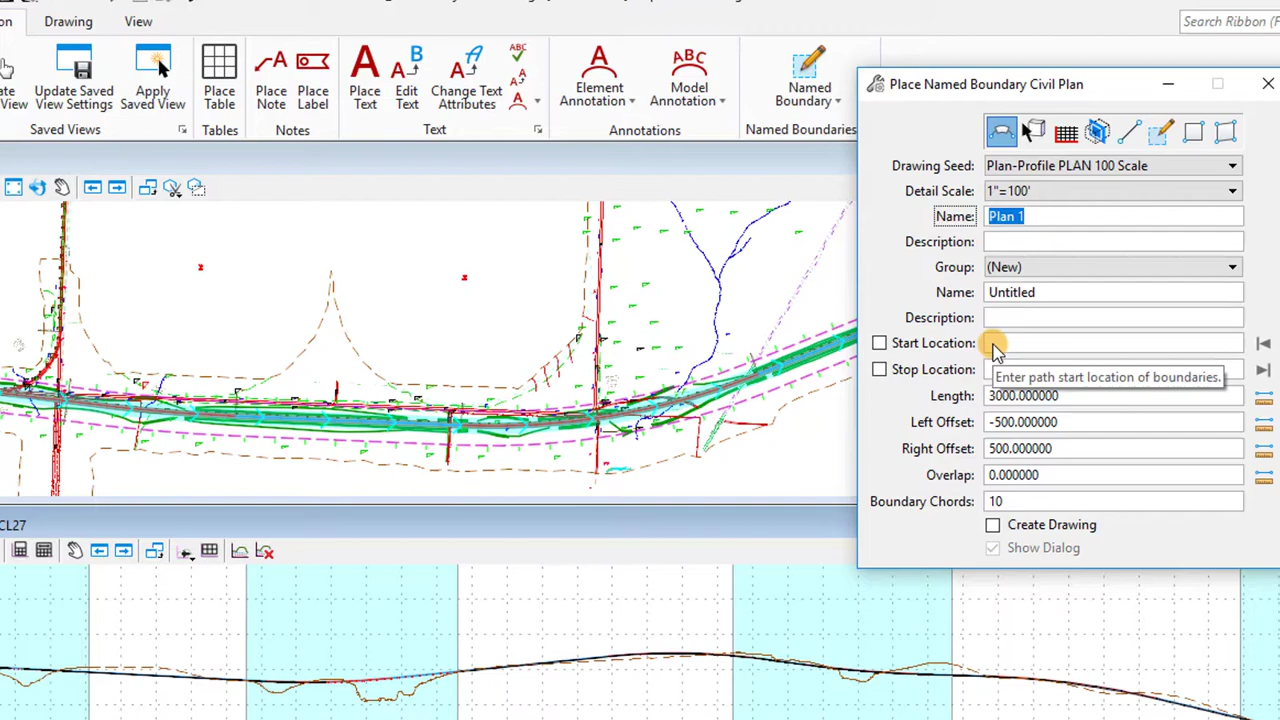 on Drawing View
Search Ribbon (F
ate View
Update Saved View Settings
Apply Saved View
Saved Views
Place Table
Tables
Place Note
Place Label
Notes
Place Text
Edit Text
Change Text Attributes
Text
Element Annotation
Model Annotation
Annotations
Named Boundary
Named Boundaries
Place Named Boundary Civil Plan
Drawing Seed: Plan-Profile PLAN 100 Scale
Detail Scale: 1"=100'
Name: Plan 1
Description:
Group: (New)
Name: Untitled
Description:
Start Location:
Stop Location:
Enter path start location of boundaries.
Length: 3000.000000
Left Offset: -500.000000
Right Offset: 500.000000
Overlap: 0.000000
Boundary Chords: 10
Create Drawing
Show Dialog
CL27